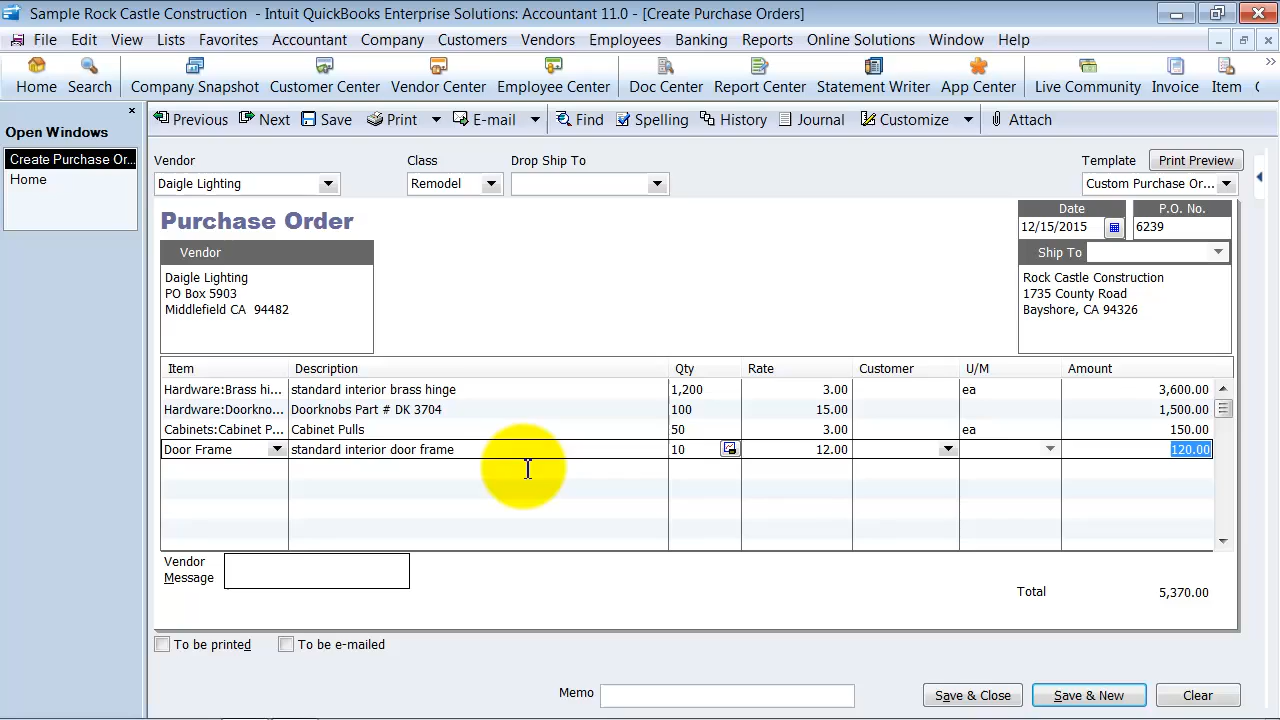 Sample Rock Castle Construction - Intuit QuickBooks Enterprise Solutions: Accountant 11.0 - [Create Purchase Orders]
File Edit View Lists Favorites Accountant Company Customers Vendors Employees Banking Reports Online Solutions Window Help
Home Search Company Snapshot Customer Center Vendor Center Employee Center Doc Center Report Center Statement Writer App Center Live Community Invoice Item
Open Windows
Create Purchase Or...
Home
Previous Next Save Print E-mail Find Spelling History Journal Customize Attach
Vendor Class Drop Ship To Template Print Preview
Daigle Lighting Remodel Custom Purchase Or...
Purchase Order
Date P.O. No.
12/15/2015 6239
Vendor
Ship To
Daigle Lighting
PO Box 5903
Middlefield CA 94482
Rock Castle Construction
1735 County Road
Bayshore, CA 94326
Item Description Qty Rate Customer U/M Amount
Hardware:Brass hi... standard interior brass hinge 1,200 3.00 ea 3,600.00
Hardware:Doorkno... Doorknobs Part # DK 3704 100 15.00 1,500.00
Cabinets:Cabinet P... Cabinet Pulls 50 3.00 ea 150.00
Door Frame standard interior door frame 10 12.00 120.00
Vendor
Message
Total 5,370.00
To be printed To be e-mailed
Memo Save & Close Save & New Clear